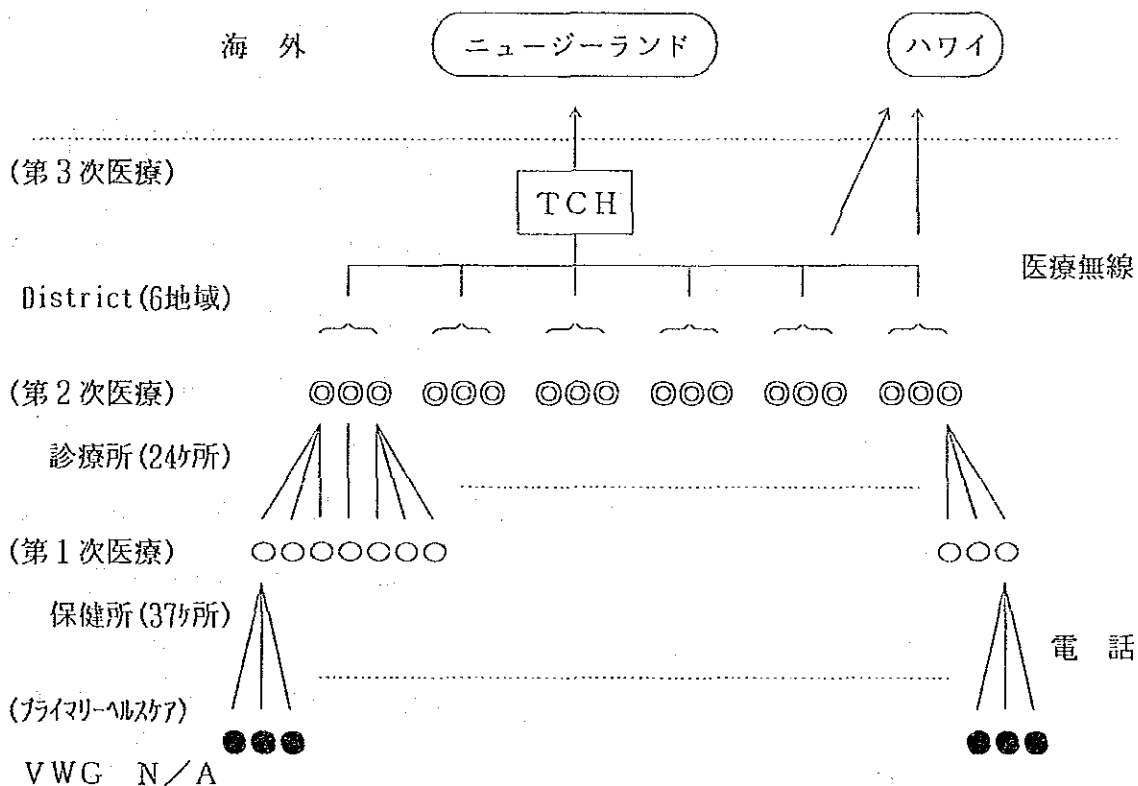 海 外 ニュージーランド ハワイ
(第3次医療)
TCH
医療無線
District(6地域)
(第2次医療) ◎◎◎ ◎◎◎ ◎◎◎ ◎◎◎ ◎◎◎ ◎◎◎
診療所(24ケ所)
(第1次医療) ○○○○○○○ ○○○
保健所(37ケ所)
電 話
(プライマリーヘルスケア)
●●● ●●●
VWG N/A